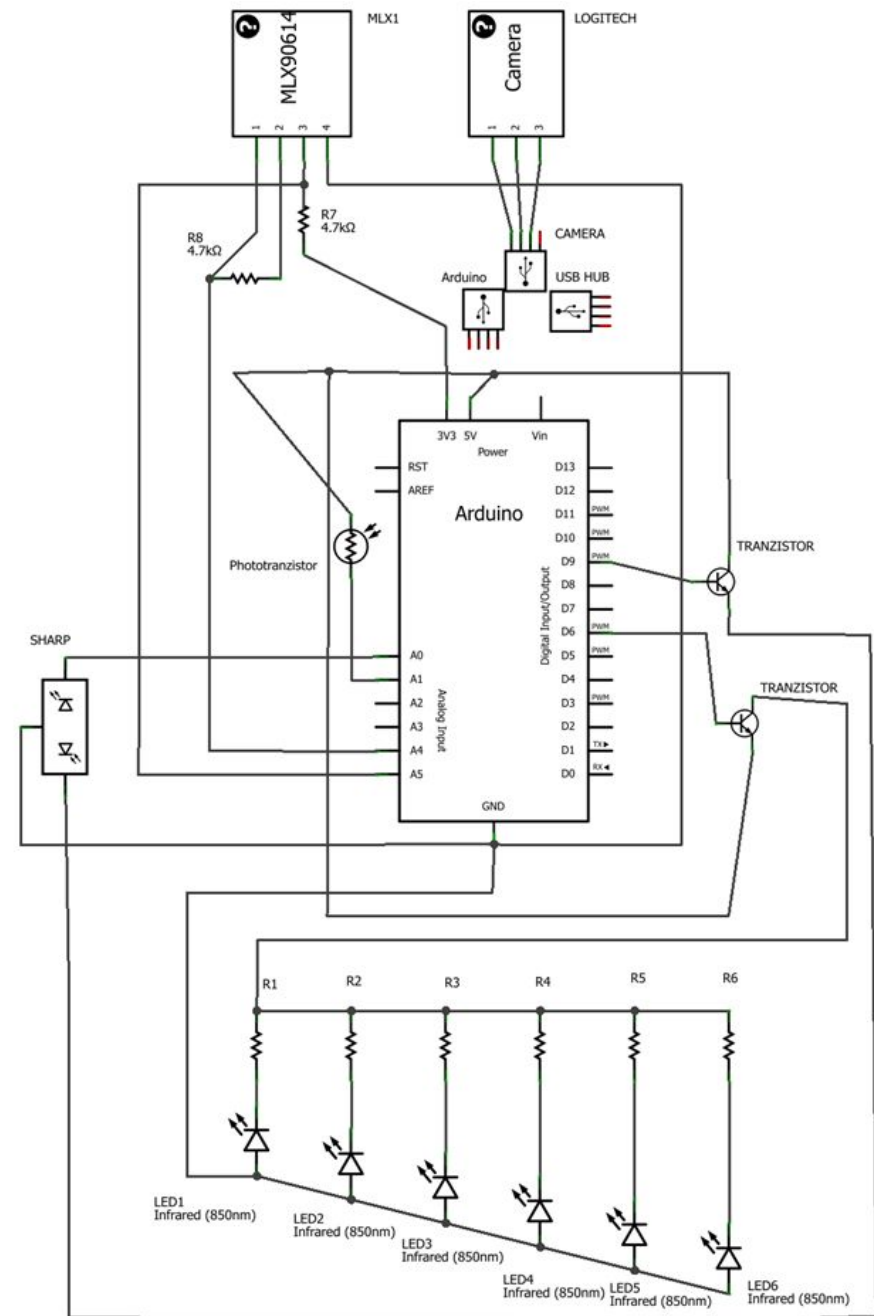 MLX1
LOGITECH
?
MLX90614
1
2
3
4
?
Camera
1
2
3
R7
4.7kΩ
R8
4.7kΩ
CAMERA
Arduino
USB HUB
3V3
5V
Vin
Power
RST
AREF
Arduino
D13
D12
D11
PWM
D10
PWM
D9
PWM
D8
D7
D6
PWM
D5
PWM
D4
D3
PWM
D2
D1
TX▶
D0
RX◀
Digital Input/Output
A0
A1
A2
A3
A4
A5
Analog Input
GND
Phototranzistor
TRANZISTOR
TRANZISTOR
SHARP
R1
R2
R3
R4
R5
R6
LED1
Infrared (850nm)
LED2
Infrared (850nm)
LED3
Infrared (850nm)
LED4
Infrared (850nm)
LED5
Infrared (850nm)
LED6
Infrared (850nm)